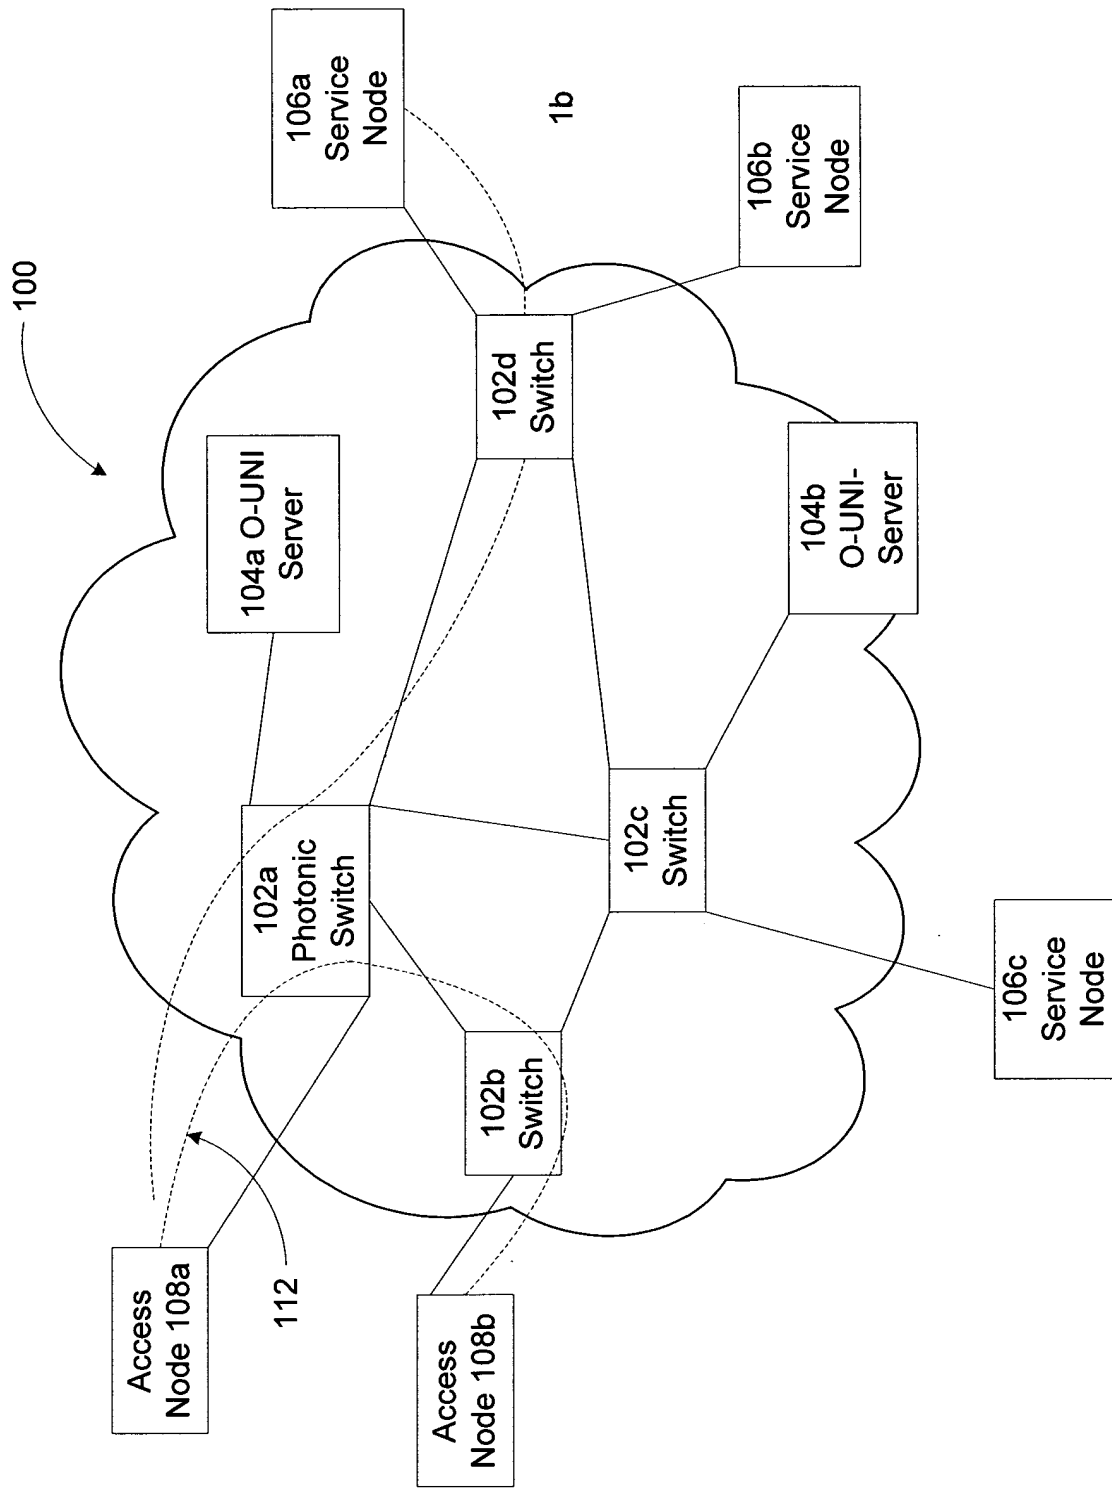 100
106a
Service
Node
1b
106b
Service
Node
102d
Switch
104a O-UNI
Server
104b
O-UNI-
Server
102a
Photonic
Switch
102c
Switch
102b
Switch
106c
Service
Node
Access
Node 108a
112
Access
Node 108b